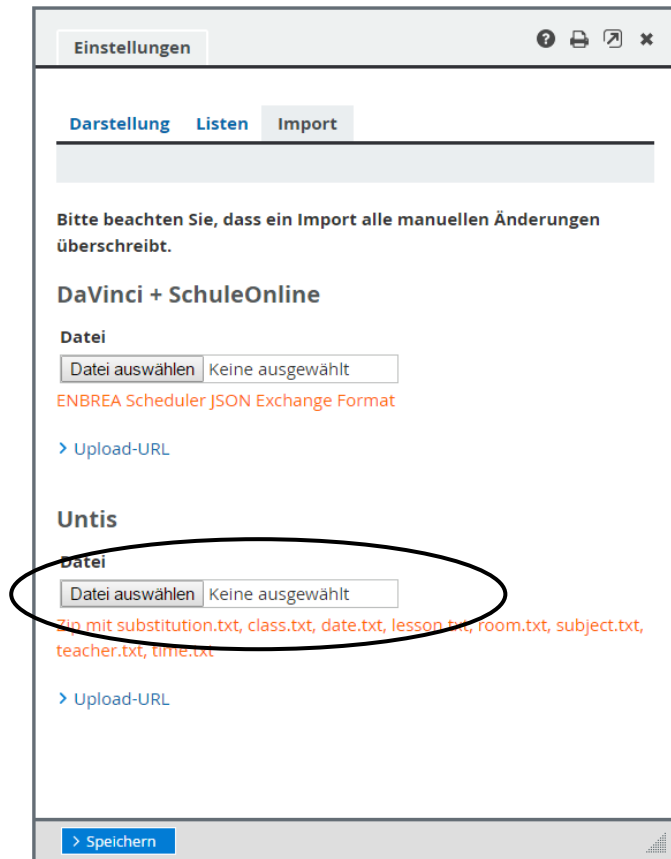 Einstellungen
Darstellung Listen Import
Bitte beachten Sie, dass ein Import alle manuellen Änderungen
überschreibt.
DaVinci + SchuleOnline
Datei
Datei auswählen Keine ausgewählt
ENBREA Scheduler JSON Exchange Format
> Upload-URL
Untis
Datei
Datei auswählen Keine ausgewählt
Zip mit substitution.txt, class.txt, date.txt, lesson.txt, room.txt, subject.txt,
teacher.txt, time.txt
> Upload-URL
> Speichern